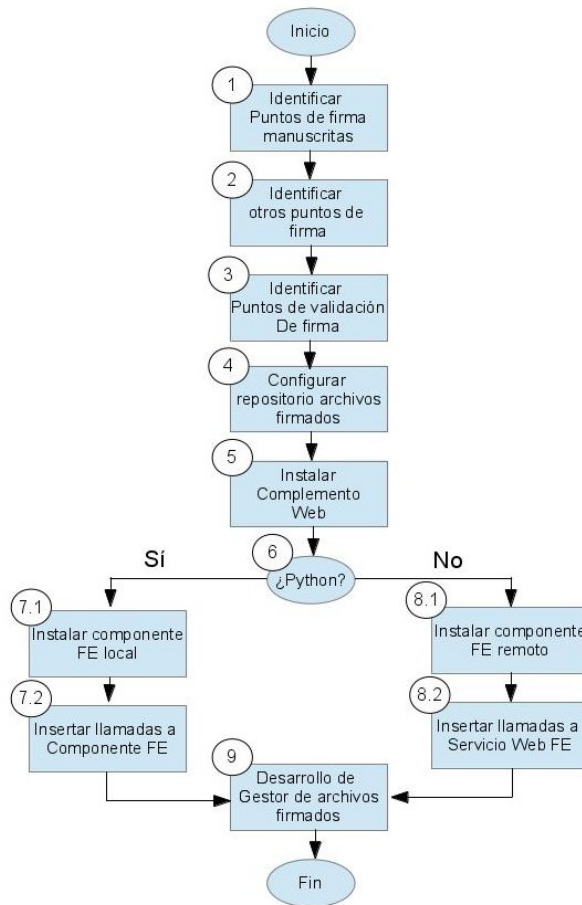 Inicio
1
Identificar
Puntos de firma
manuscritas
2
Identificar
otros puntos de
firma
3
Identificar
Puntos de validación
De firma
4
Configurar
repositorio archivos
firmados
5
Instalar
Complemento
Web
6
¿Python?
Sí
No
7.1
Instalar componente
FE local
7.2
Insertar llamadas a
Componente FE
8.1
Instalar componente
FE remoto
8.2
Insertar llamadas a
Servicio Web FE
9
Desarrollo de
Gestor de archivos
firmados
Fin